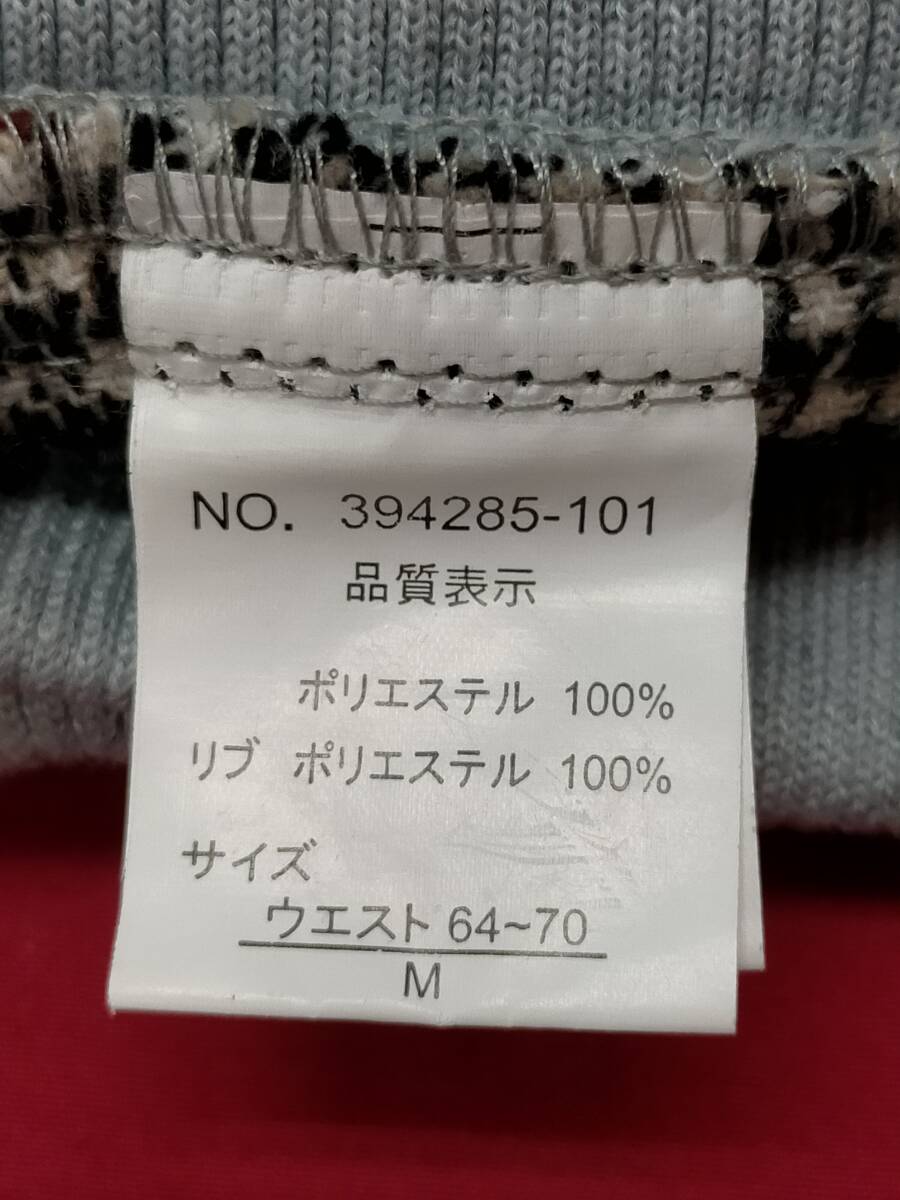 NO. 394285-101
品質表示
ポリエステル 100%
リブ ポリエステル 100%
サイズ
ウエスト 64~70
M